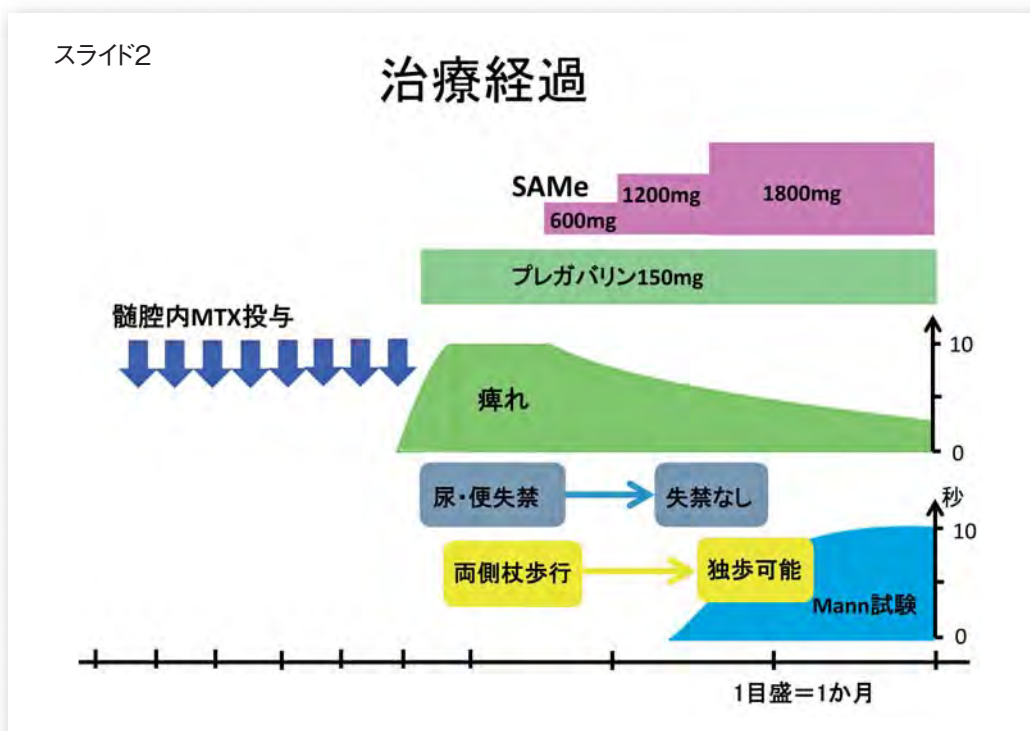 スライド2
治療経過
SAMe
600mg
1200mg
1800mg
プレガバリン150mg
髄腔内MTX投与
痺れ
10
0
尿・便失禁
失禁なし
秒
10
両側杖歩行
独歩可能
Mann試験
0
1目盛＝1か月